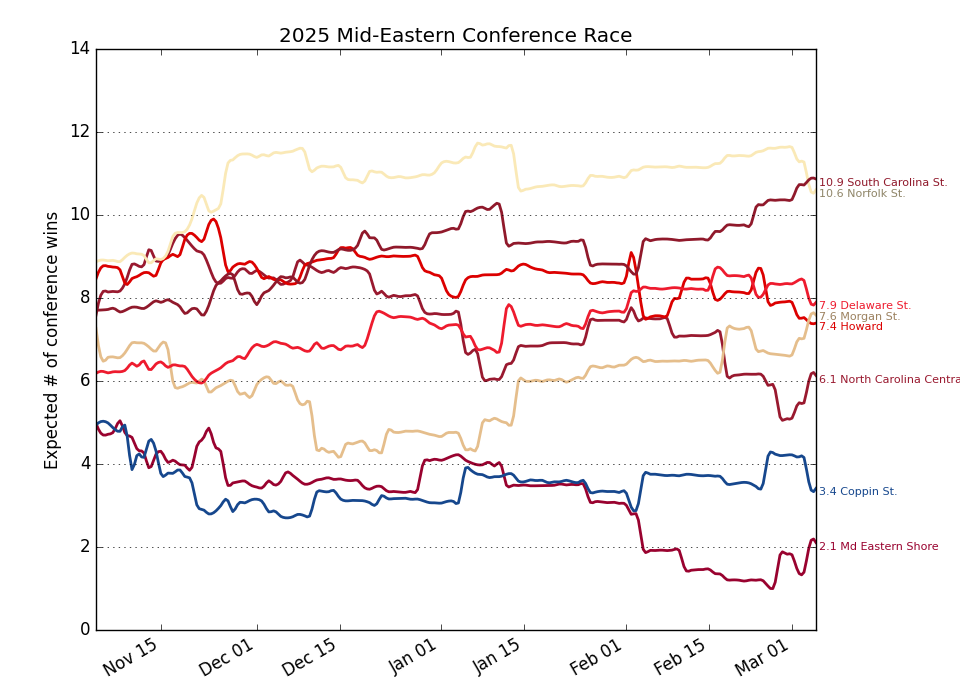 2025 Mid-Eastern Conference Race
Expected # of conference wins
14
12
10
8
6
4
2
0
10.9 South Carolina St.
10.6 Norfolk St.
7.9 Delaware St.
7.6 Morgan St.
7.4 Howard
6.1 North Carolina Centra
3.4 Coppin St.
2.1 Md Eastern Shore
Nov 15
Dec 01
Dec 15
Jan 01
Jan 15
Feb 01
Feb 15
Mar 01